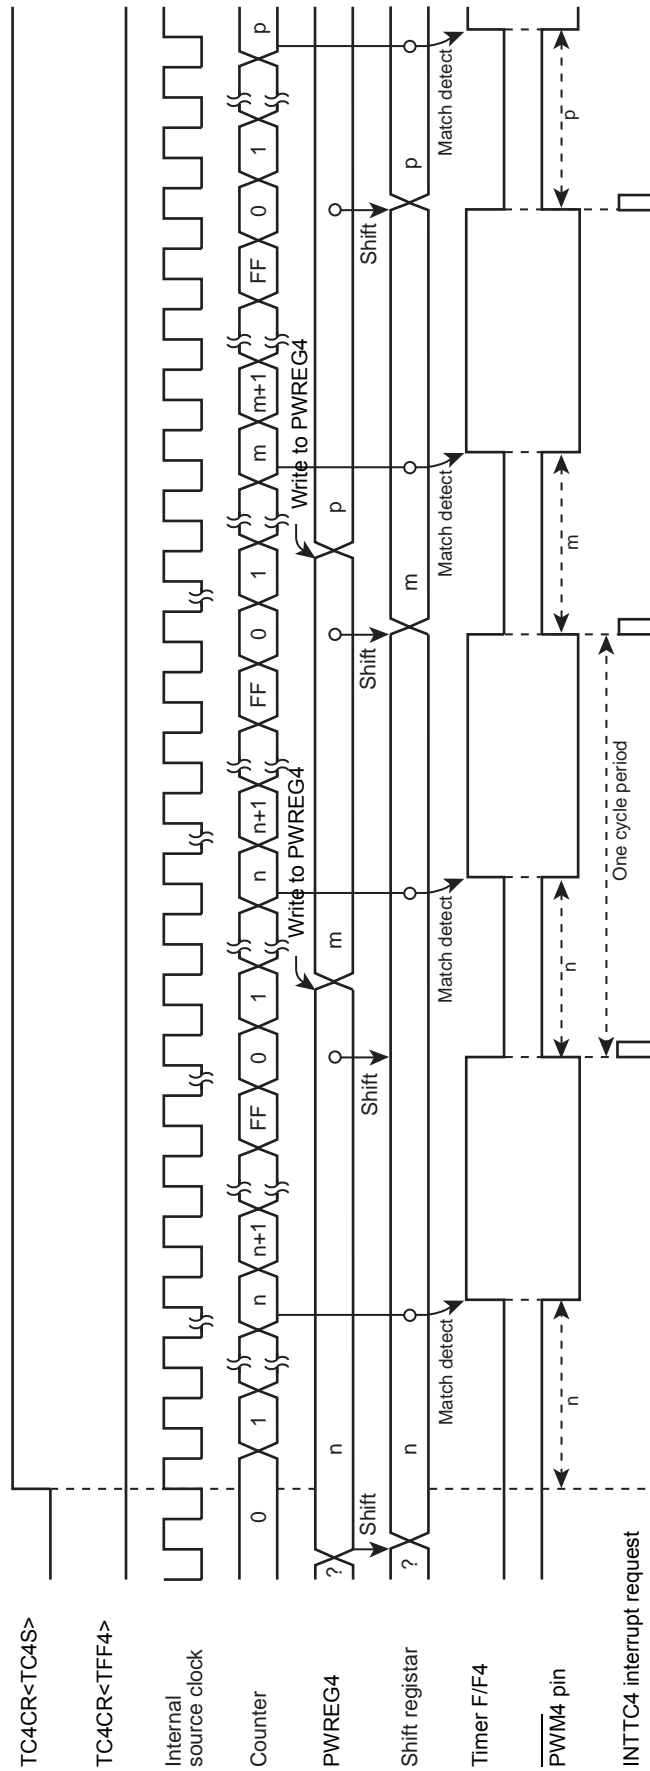 TC4CR<TC4S>
TC4CR<TFF4>
Internal
source clock
Counter
0 1 n n+1 FF 0 1 n n+1 FF 0 1 m m+1 FF 0 1 p
Write to PWREG4 Write to PWREG4
PWREG4
? n m p
Shift Shift Shift Shift
Shift registar
? n m p
Match detect Match detect Match detect Match detect
Timer F/F4
PWM4 pin
n n m p
One cycle period
INTTC4 interrupt request